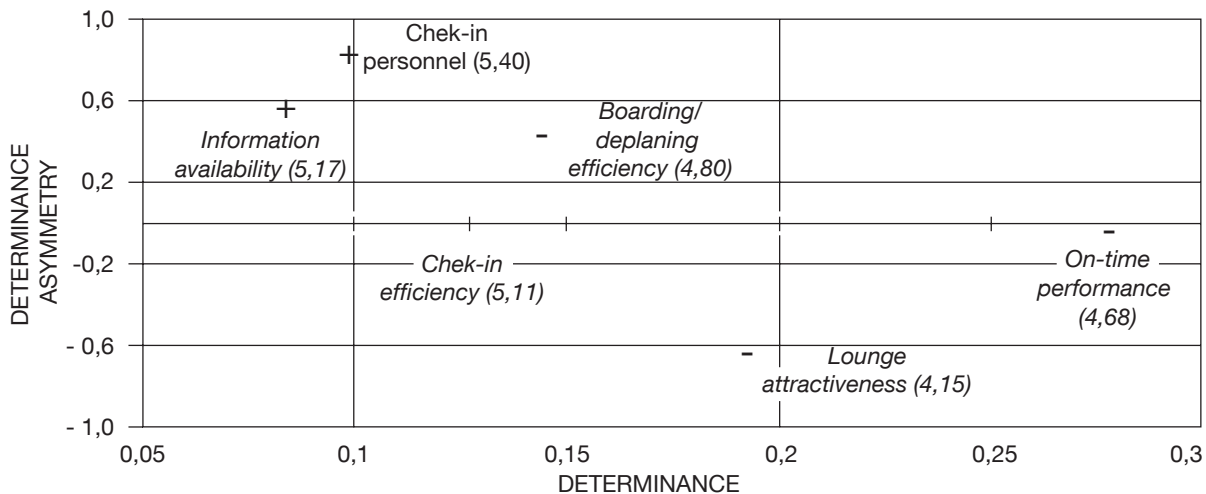 1,0
0,6
0,2
-0,2
- 0,6
- 1,0
DETERMINANCE
ASYMMETRY
Chek-in
personnel (5,40)
+
+
Information
availability (5,17)
-
Boarding/
deplaning
efficiency (4,80)
Chek-in
efficiency (5,11)
-
On-time
performance
(4,68)
-
Lounge
attractiveness (4,15)
0,05
0,1
0,15
0,2
0,25
0,3
DETERMINANCE